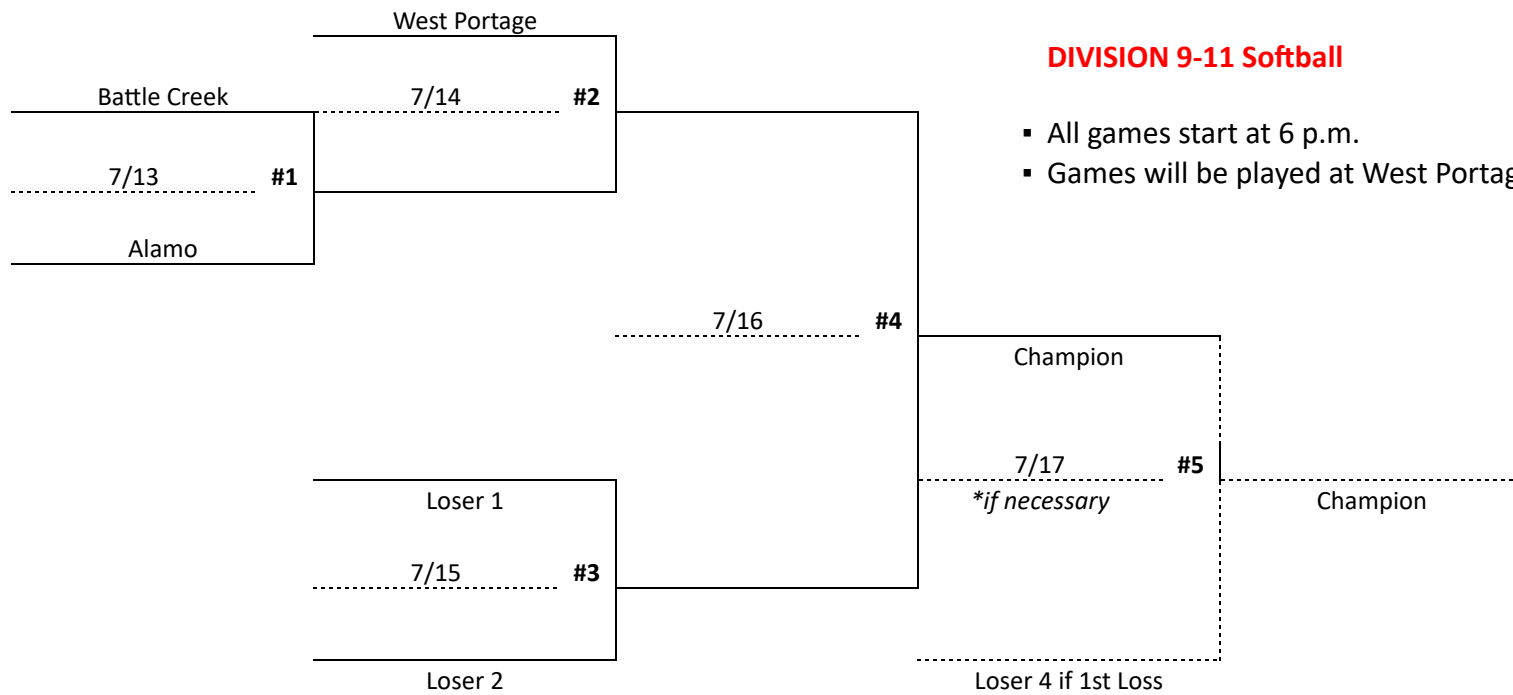 West Portage
DIVISION 9-11 Softball
Battle Creek
7/14 #2
▪ All games start at 6 p.m.
7/13 #1
▪ Games will be played at West Portag
Alamo
7/16 #4
Champion
7/17 #5
Loser 1
*if necessary
Champion
7/15 #3
Loser 2
Loser 4 if 1st Loss